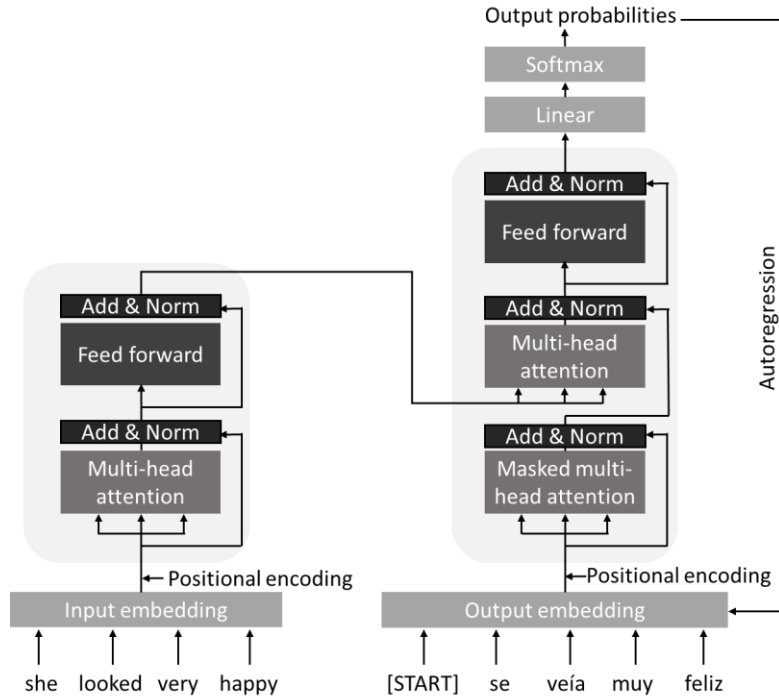 Output probabilities
Softmax
Linear
Add & Norm
Feed forward
Add & Norm
Multi-head
attention
Add & Norm
Masked multi-
head attention
Positional encoding
Output embedding
[START] se veía muy feliz
Autoregression
Add & Norm
Feed forward
Add & Norm
Multi-head
attention
Positional encoding
Input embedding
she looked very happy